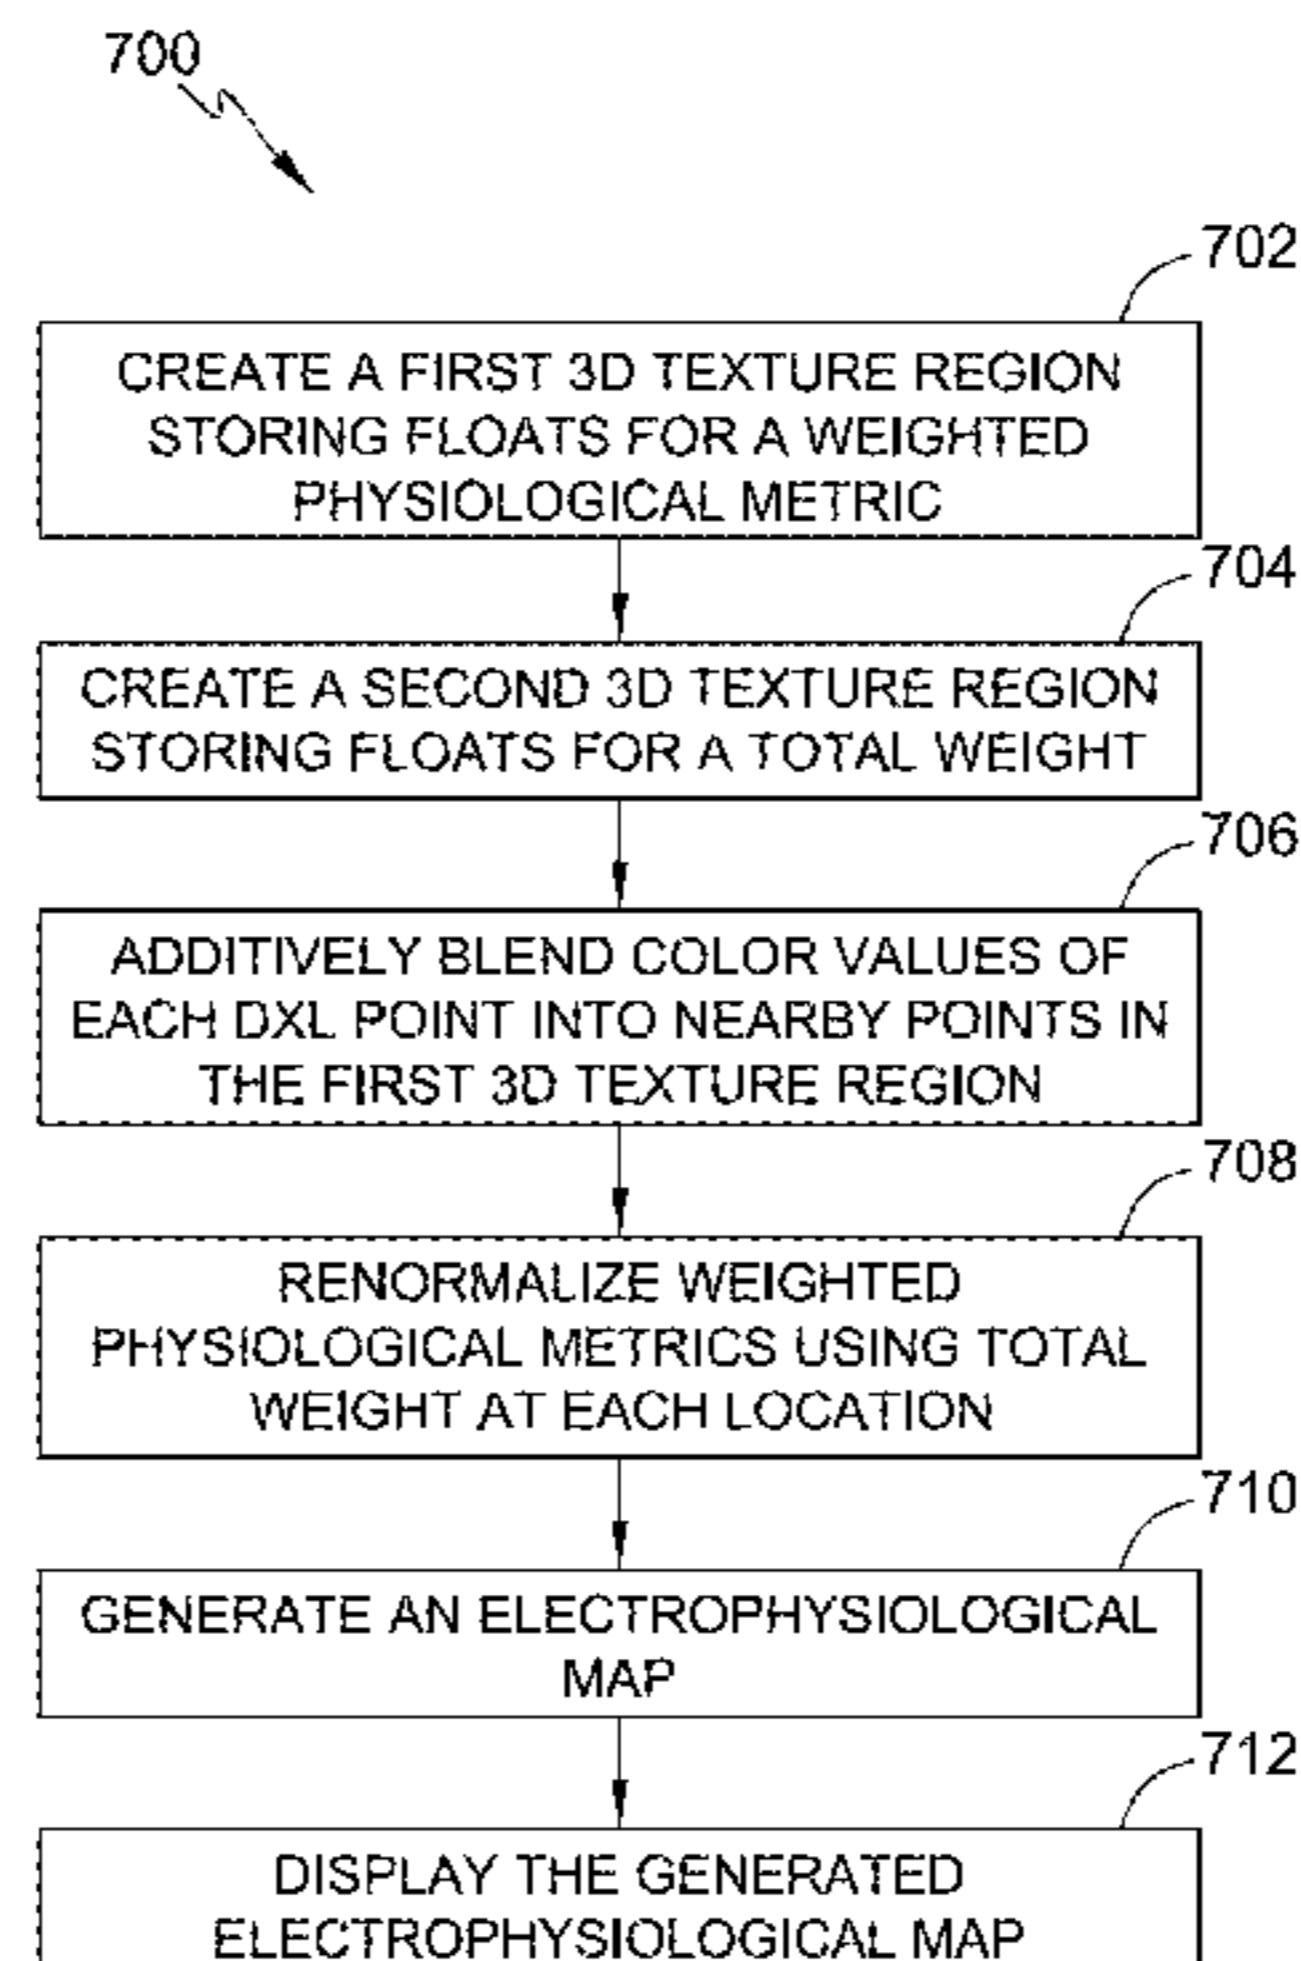 700
702
CREATE A FIRST 3D TEXTURE REGION
STORING FLOATS FOR A WEIGHTED
PHYSIOLOGICAL METRIC
704
CREATE A SECOND 3D TEXTURE REGION
STORING FLOATS FOR A TOTAL WEIGHT
706
ADDITIVELY BLEND COLOR VALUES OF
EACH DXL POINT INTO NEARBY POINTS IN
THE FIRST 3D TEXTURE REGION
708
RENORMALIZE WEIGHTED
PHYSIOLOGICAL METRICS USING TOTAL
WEIGHT AT EACH LOCATION
710
GENERATE AN ELECTROPHYSIOLOGICAL
MAP
712
DISPLAY THE GENERATED
ELECTROPHYSIOLOGICAL MAP